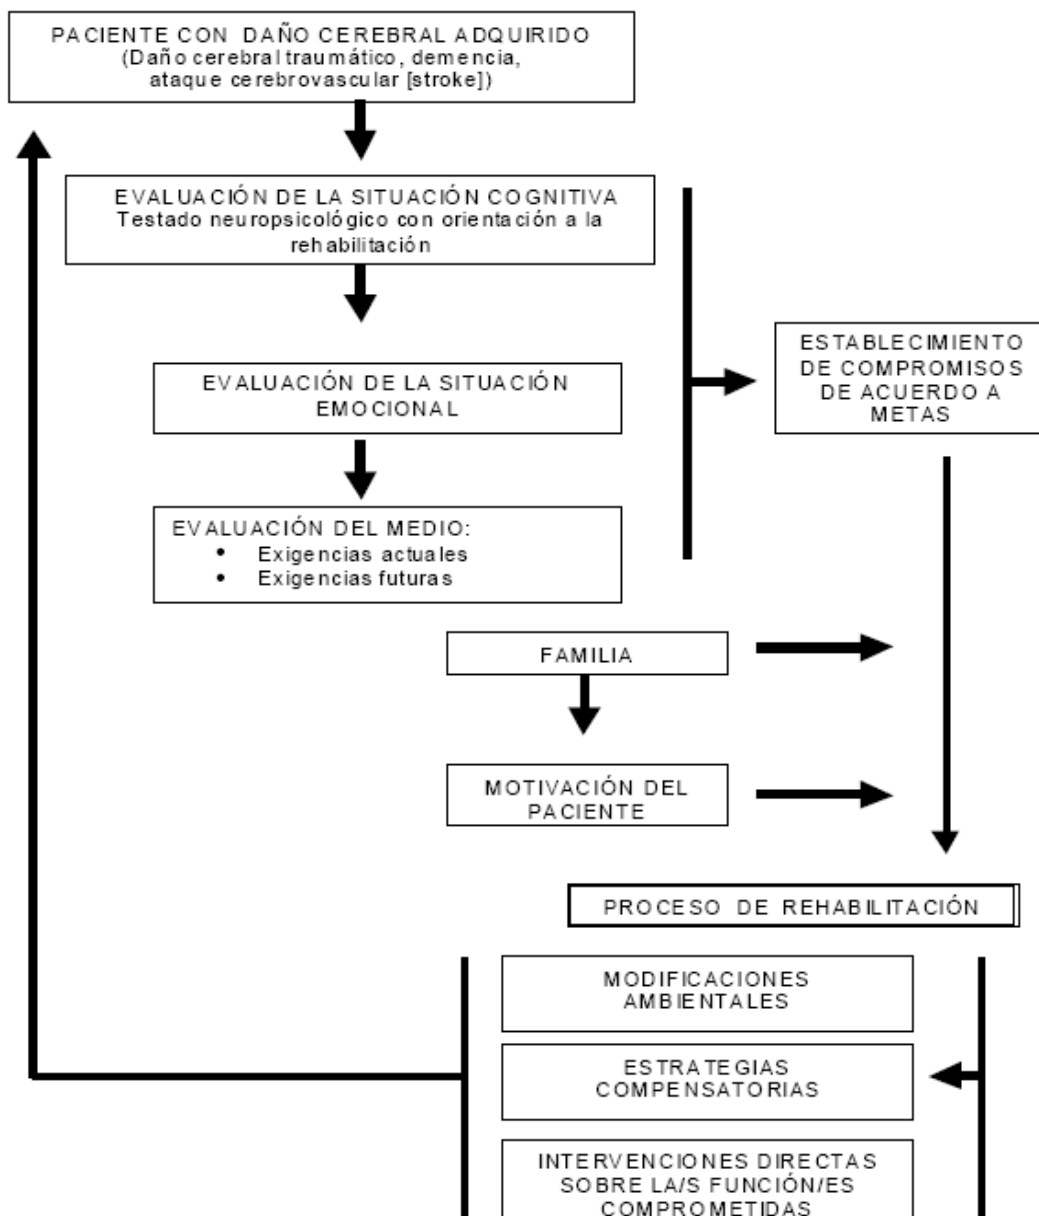 PACIENTE CON DAÑO CEREBRAL ADQUIRIDO
(Daño cerebral traumático, demencia,
ataque cerebrovascular [stroke])
EVALUACIÓN DE LA SITUACIÓN COGNITIVA
Testado neuropsicológico con orientación a la
rehabilitación
EVALUACIÓN DE LA SITUACIÓN
EMOCIONAL
ESTABLECIMIENTO
DE COMPROMISOS
DE ACUERDO A
METAS
EVALUACIÓN DEL MEDIO:
• Exigencias actuales
• Exigencias futuras
FAMILIA
MOTIVACIÓN DEL
PACIENTE
PROCESO DE REHABILITACIÓN
MODIFICACIONES
AMBIENTALES
ESTRATEGIAS
COMPENSATORIAS
INTERVENCIONES DIRECTAS
SOBRE LA/S FUNCIÓN/ES
COMPROMETIDAS